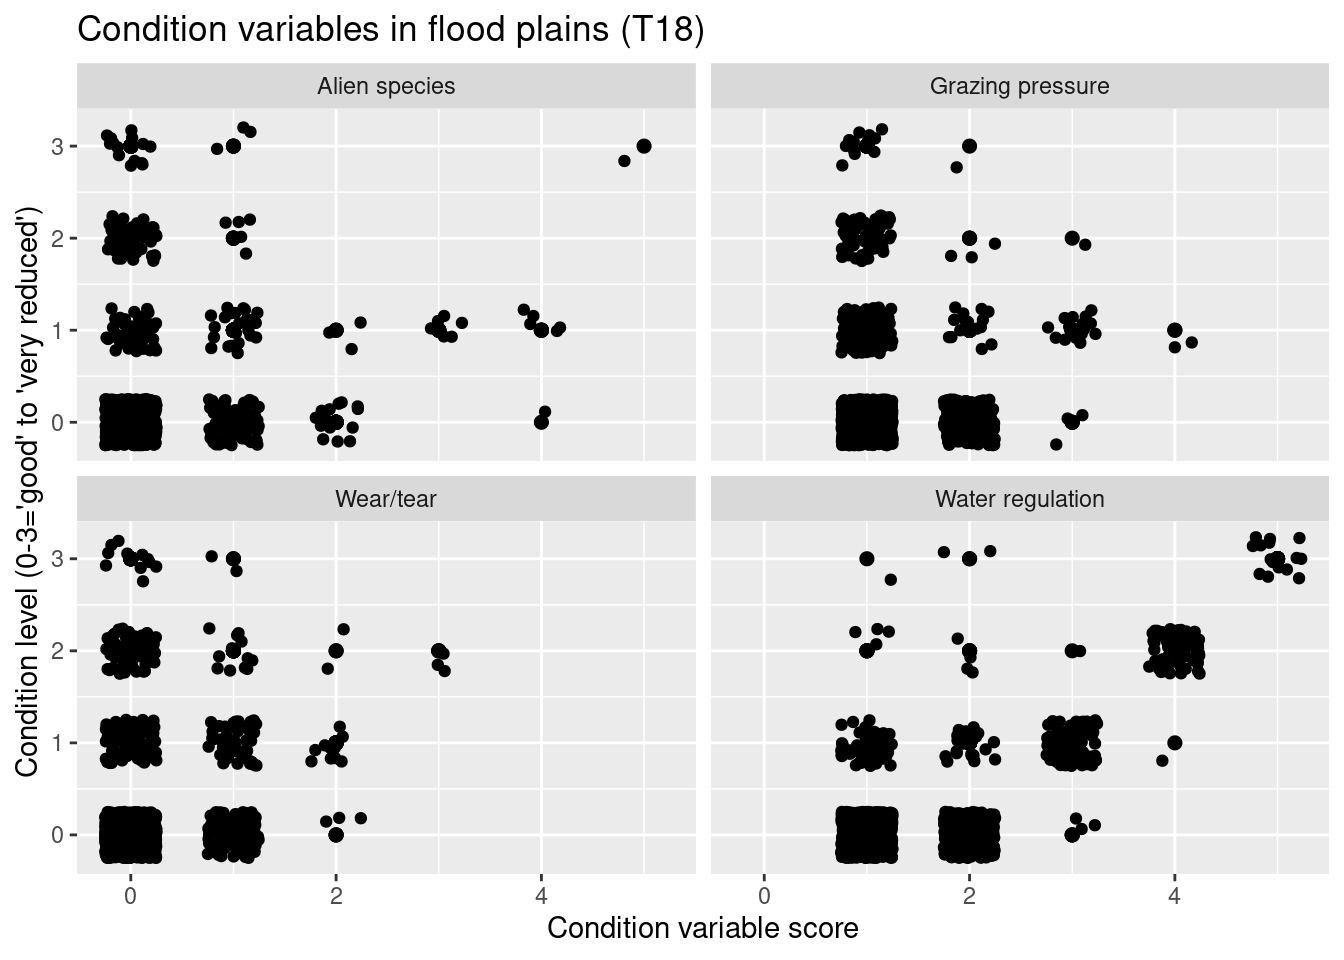 Condition variables in flood plains (T18)
Alien species
Grazing pressure
3
2
1
0
Wear/tear
Water regulation
3
2
1
0
0
2
4
0
2
4
Condition variable score
Condition level (0-3='good' to 'very reduced')